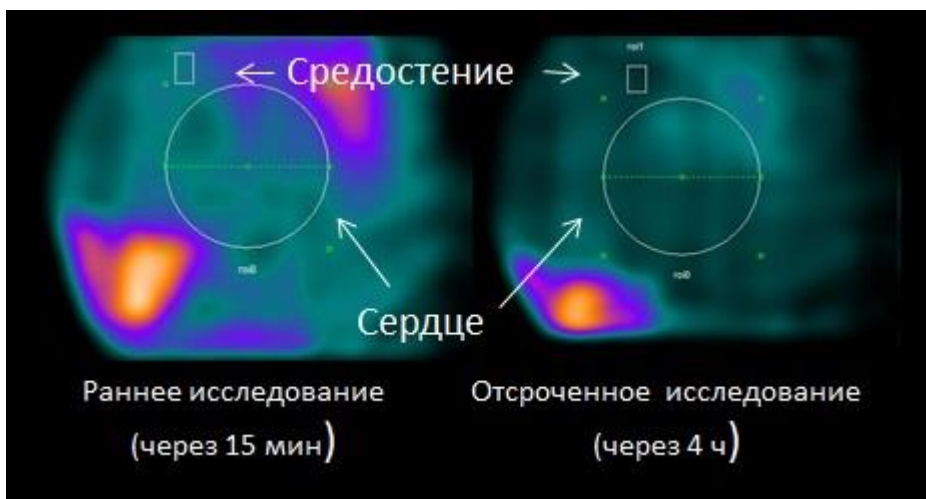 Средостение
Сердце
Раннее исследование
(через 15 мин)
Отсроченное исследование
(через 4 ч)